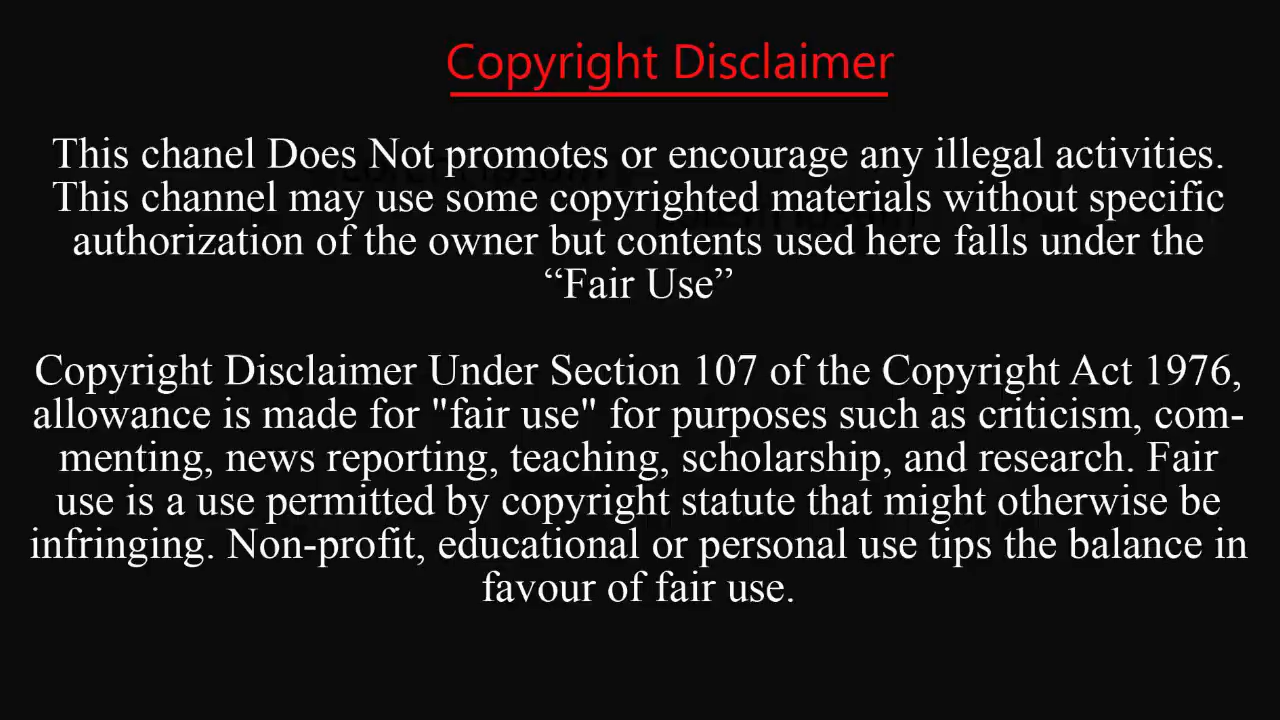 Copyright Disclaimer
This chanel Does Not promotes or encourage any illegal activities.
This channel may use some copyrighted materials without specific
authorization of the owner but contents used here falls under the
“Fair Use”
Copyright Disclaimer Under Section 107 of the Copyright Act 1976,
allowance is made for "fair use" for purposes such as criticism, com-
menting, news reporting, teaching, scholarship, and research. Fair
use is a use permitted by copyright statute that might otherwise be
infringing. Non-profit, educational or personal use tips the balance in
favour of fair use.